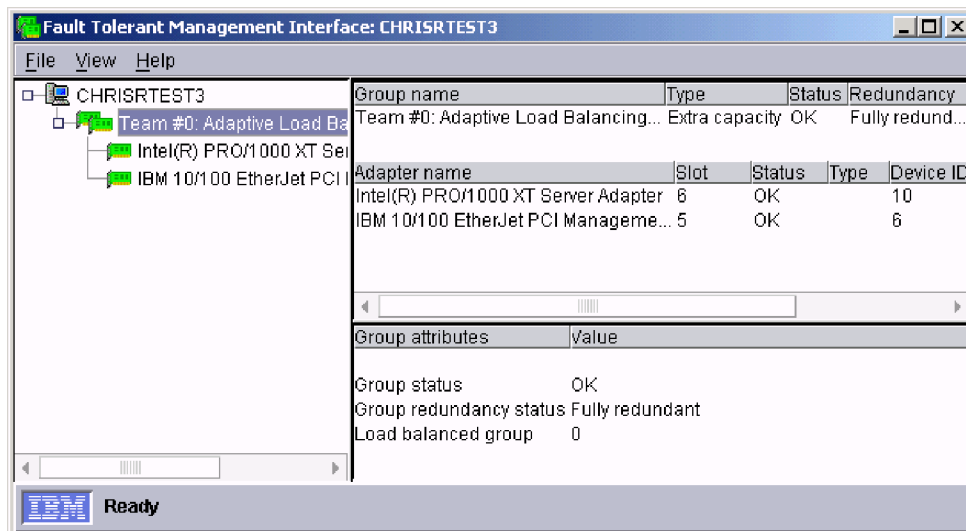 Fault Tolerant Management Interface: CHRISRTEST3
File View Help
CHRISRTEST3
Team #0: Adaptive Load Ba
Intel(R) PRO/1000 XT Ser
IBM 10/100 EtherJet PCI
Group name Type Status Redundancy
Team #0: Adaptive Load Balancing... Extra capacity OK Fully redund...
Adapter name Slot Status Type Device ID
Intel(R) PRO/1000 XT Server Adapter 6 OK 10
IBM 10/100 EtherJet PCI Manageme... 5 OK 6
Group attributes Value
Group status OK
Group redundancy status Fully redundant
Load balanced group 0
IBM Ready